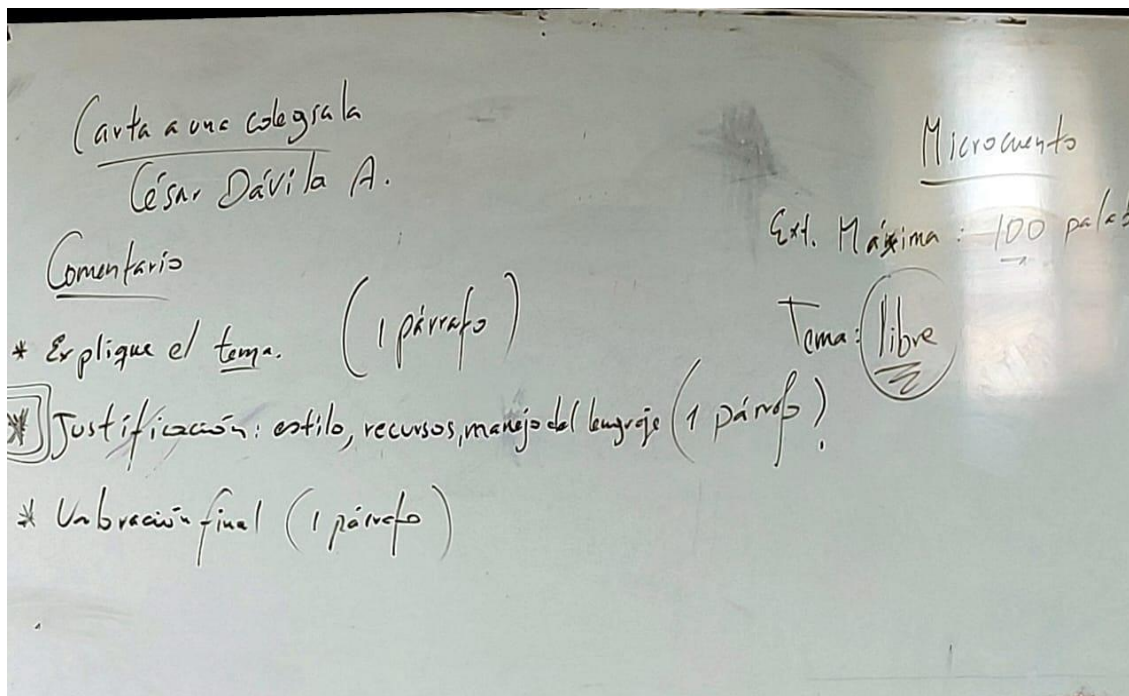 Carta a una colegiala
César Dávila A.
Comentario
* Explique el tema. (1 párrafo)
* Justificación: estilo, recursos, manejo del lenguaje (1 párrafo).
* Valoración final (1 párrafo)
Microcuento
Ext. Máxima: 100
Tema: libre